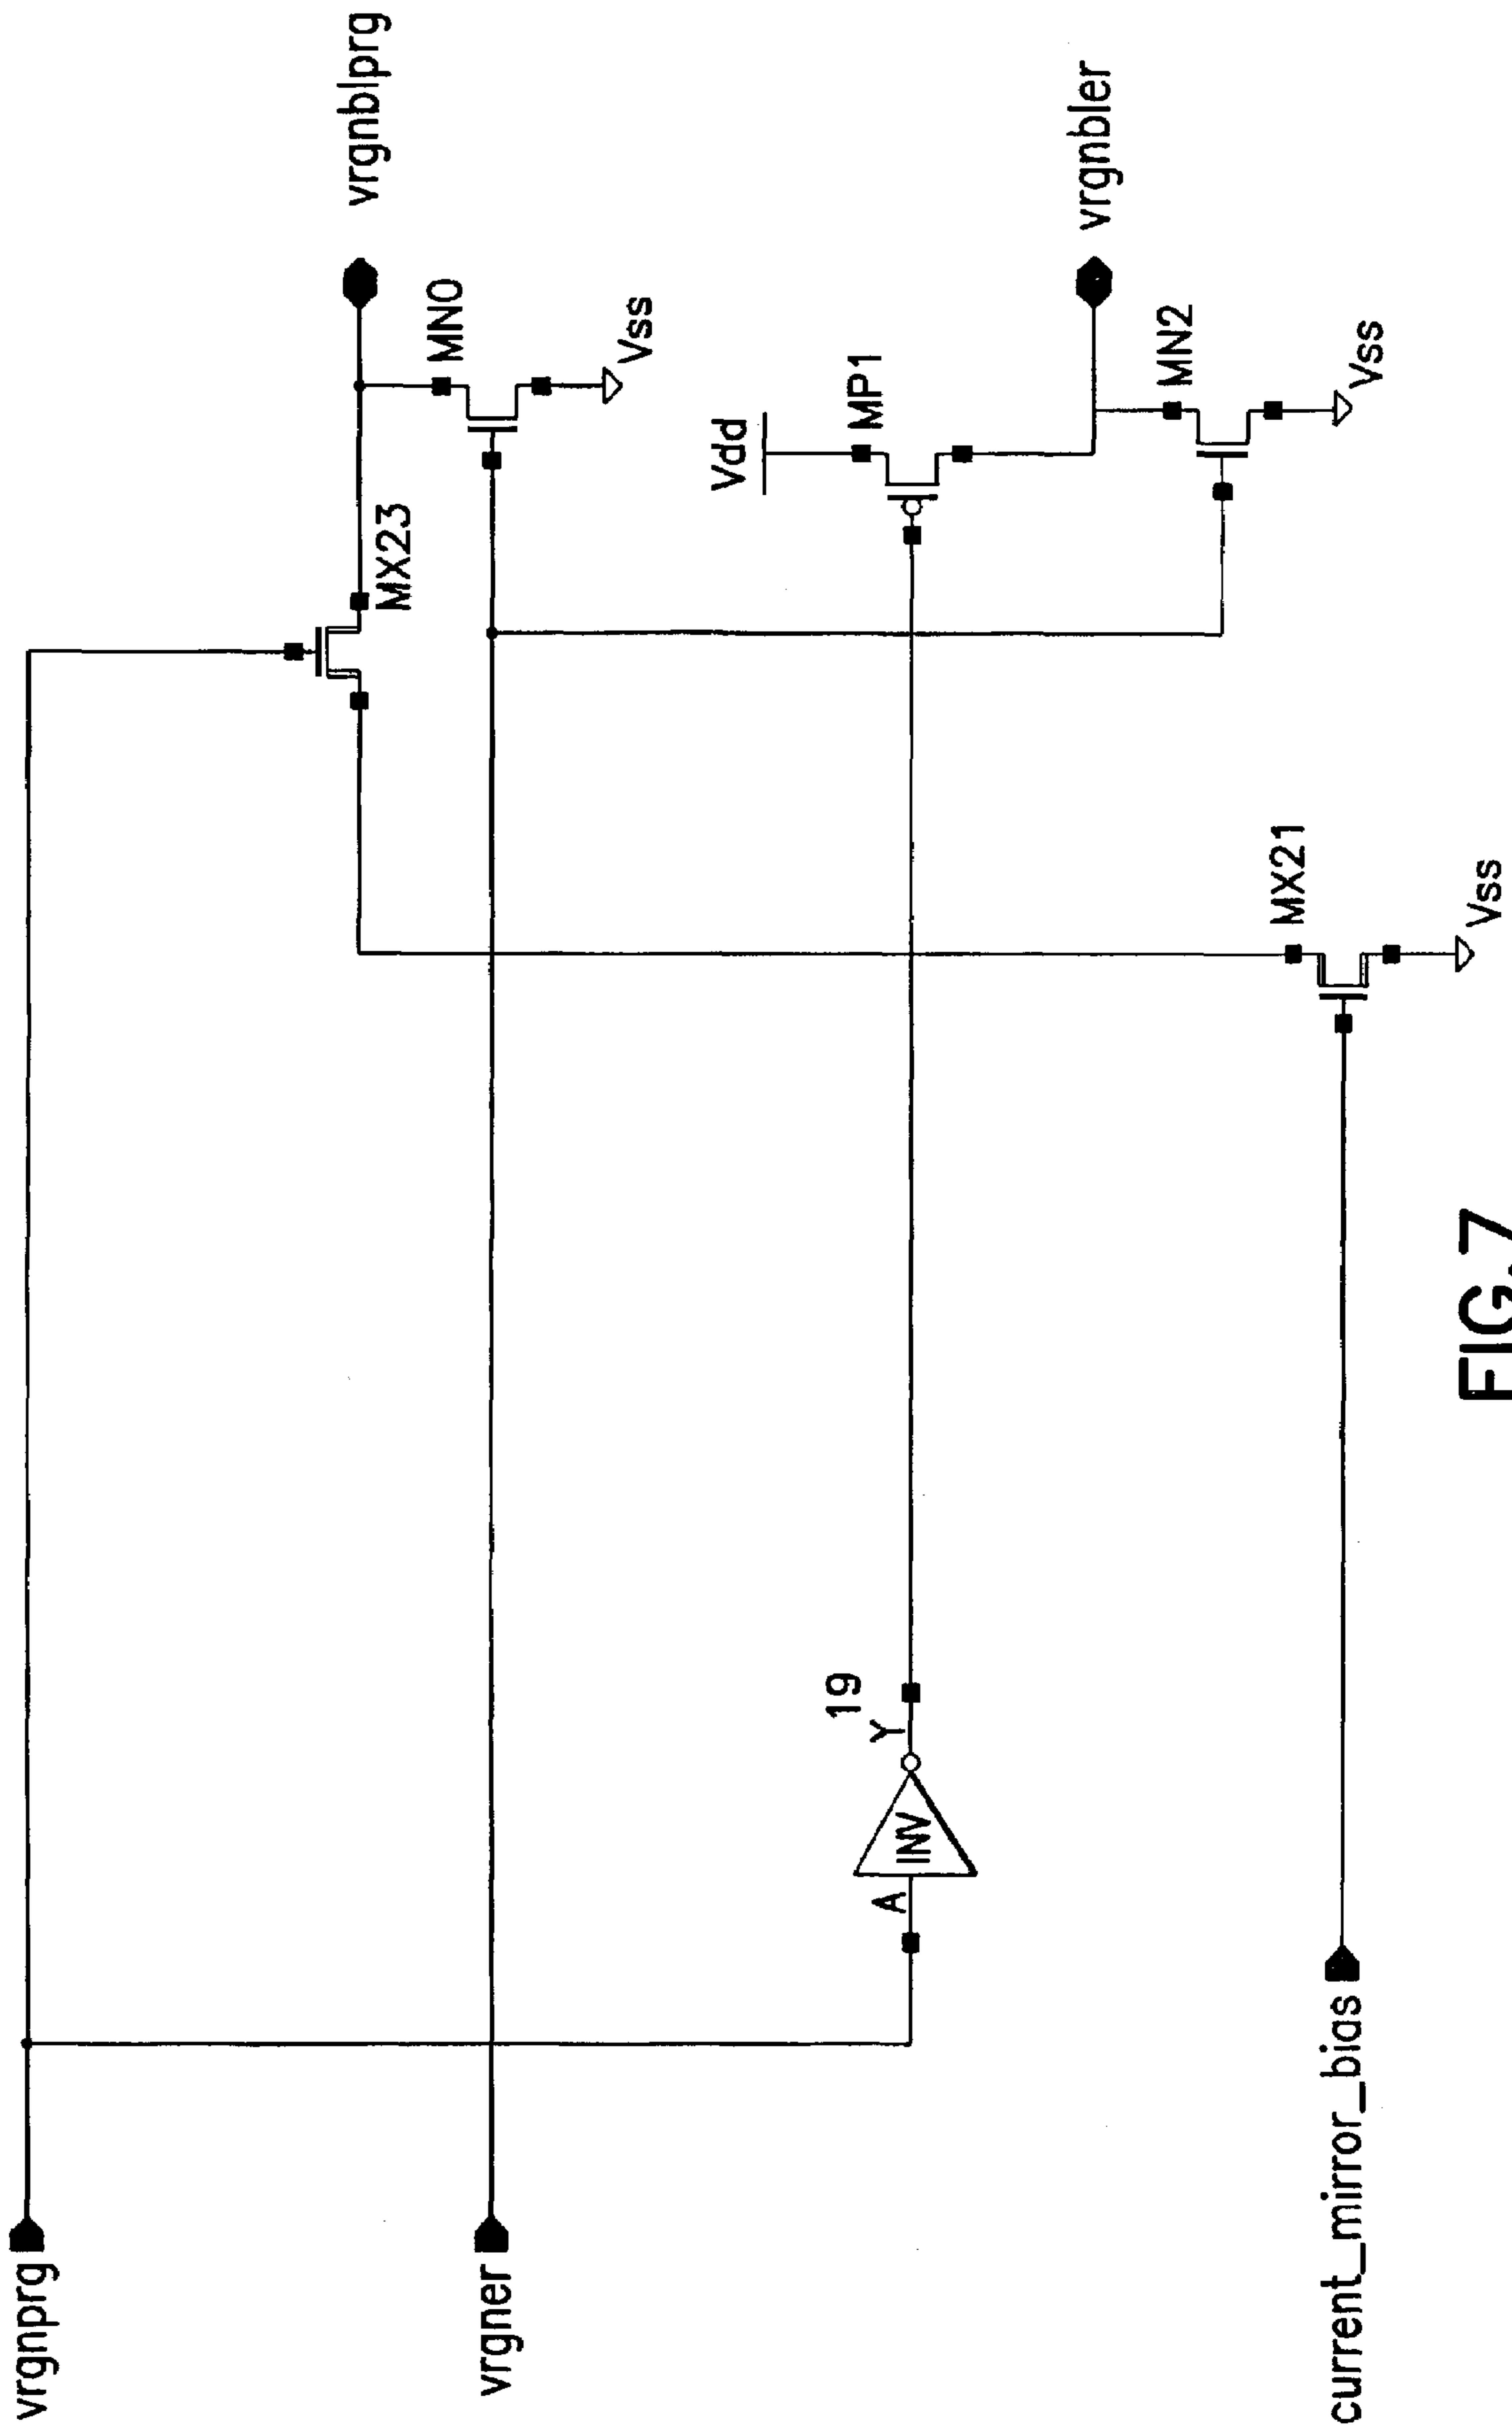 vrgnprg
vrgnblprg
MX23
MN0
Vss
vrgner
Vdd
MP1
19
A
INV
Y
vrgnbler
MN2
Vss
MX21
Vss
current_mirror_bias
FIG.7